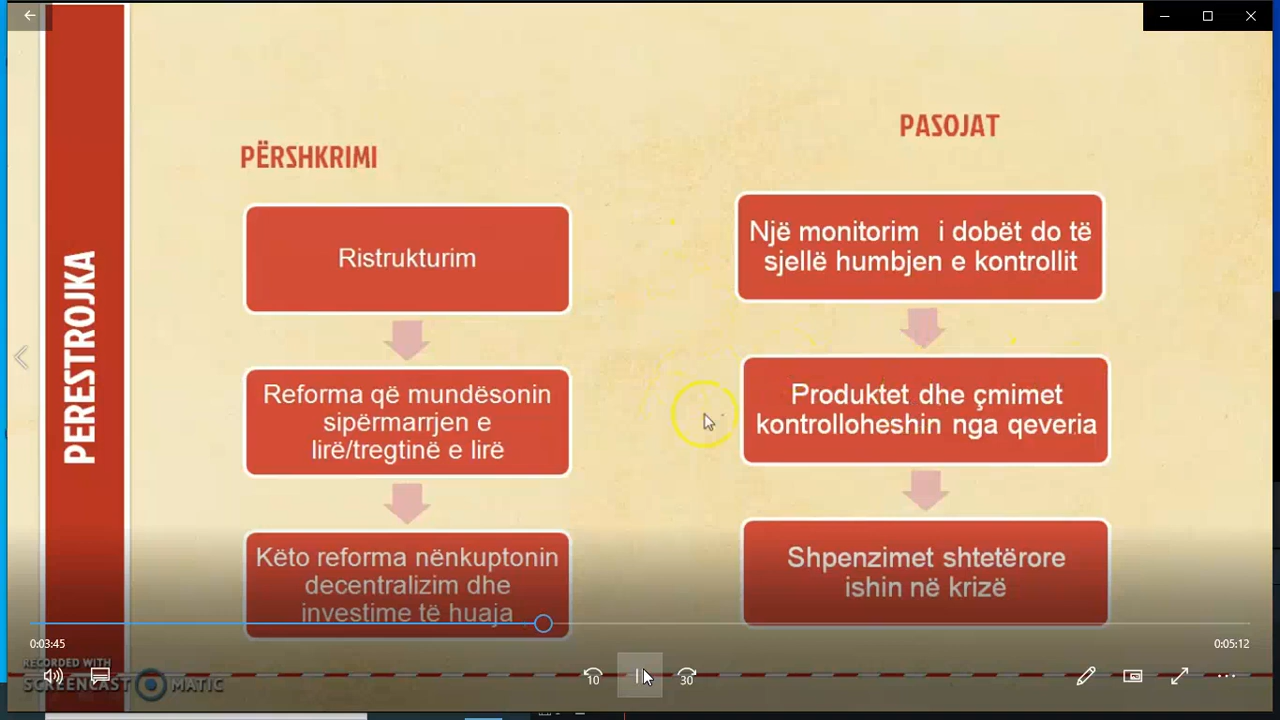 PERESTROJKA
PËRSHKRIMI
Ristrukturim
Reforma që mundësonin
sipërmarrjen e
lirë/tregtinë e lirë
Këto reforma nënkuptonin
decentralizim dhe
investime të huaja
PASOJAT
Një monitorim i dobët do të
sjellë humbjen e kontrollit
Produktet dhe çmimet
kontrolloheshin nga qeveria
Shpenzimet shtetërore
ishin në krizë
0:03:45
0:05:12
RECORDED WITH
SCREENCAST MATIC
10
30